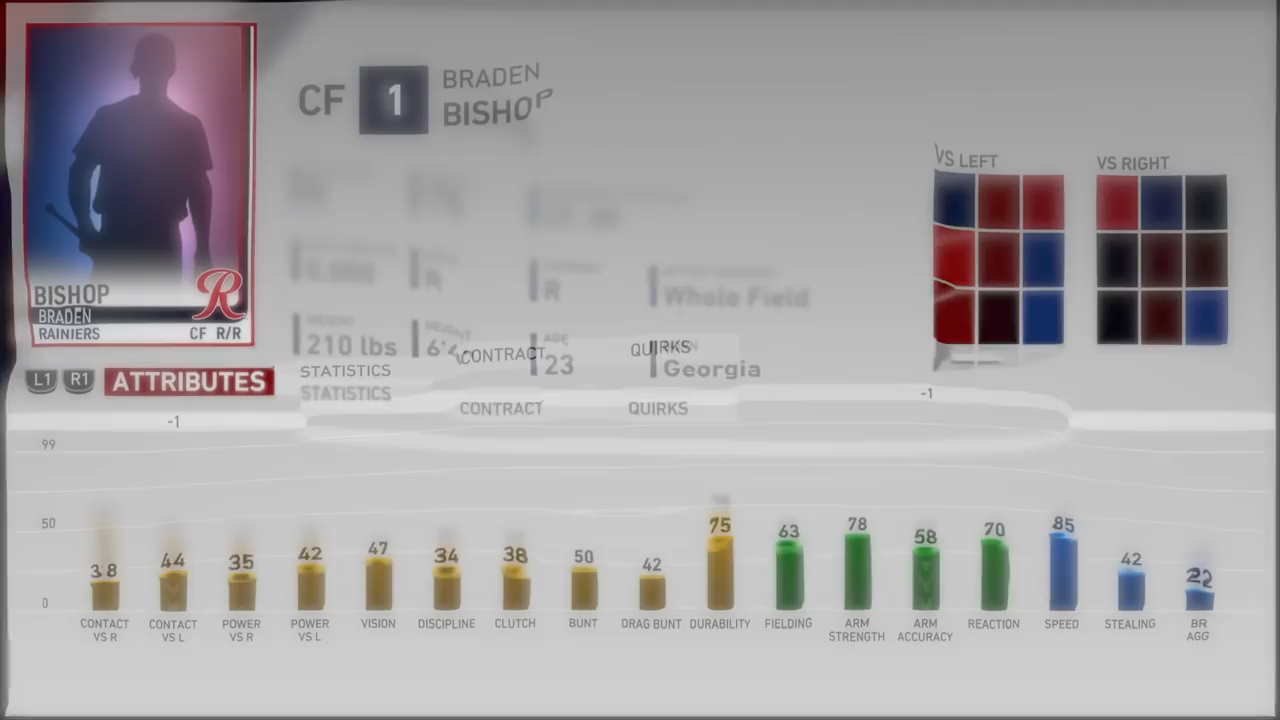 CF 1 BRADEN
BISHOP
VS LEFT VS RIGHT
R
BISHOP
BRADEN
RAINIERS CF R/R
R R Whole Field
210 lbs 23 Georgia
HEIGHT
AGE
L1 R1 ATTRIBUTES
STATISTICS CONTRACT QUIRKS
STATISTICS CONTRACT QUIRKS
-1 -1
99
50
0
38 44 35 42 47 34 38 50 42 75 63 78 58 70 85 42 22
CONTACT VS R
CONTACT VS L
POWER VS R
POWER VS L
VISION
DISCIPLINE
CLUTCH
BUNT
DRAG BUNT
DURABILITY
FIELDING
ARM STRENGTH
ARM ACCURACY
REACTION
SPEED
STEALING
BR AGG